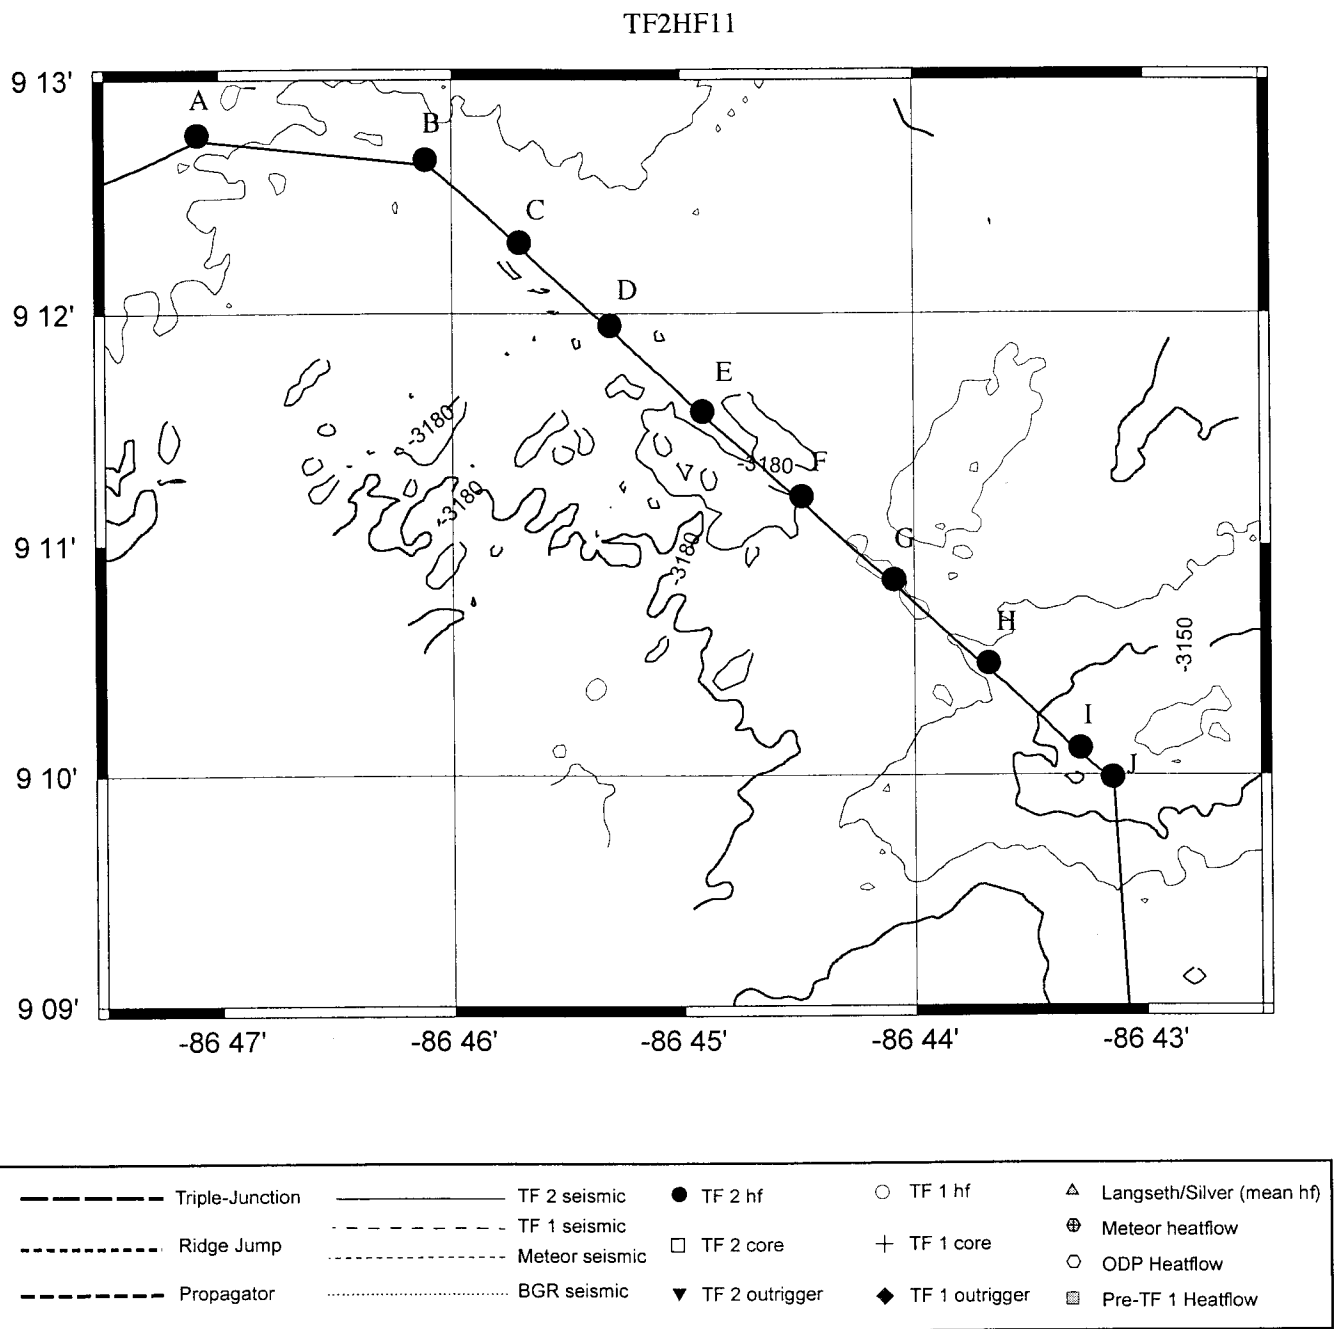 TF2HF11
9 13'
A
B
C
9 12'
D
E
-3180
-3180 F
-3180
9 11'
-3180
G
H
-3150
I
9 10'
J
9 09'
-86 47' -86 46' -86 45' -86 44' -86 43'
Triple-Junction TF 2 seismic TF 2 hf TF 1 hf Langseth/Silver (mean hf)
TF 1 seismic Meteor heatflow
Ridge Jump Meteor seismic TF 2 core TF 1 core ODP Heatflow
Propagator BGR seismic TF 2 outrigger TF 1 outrigger Pre-TF 1 Heatflow